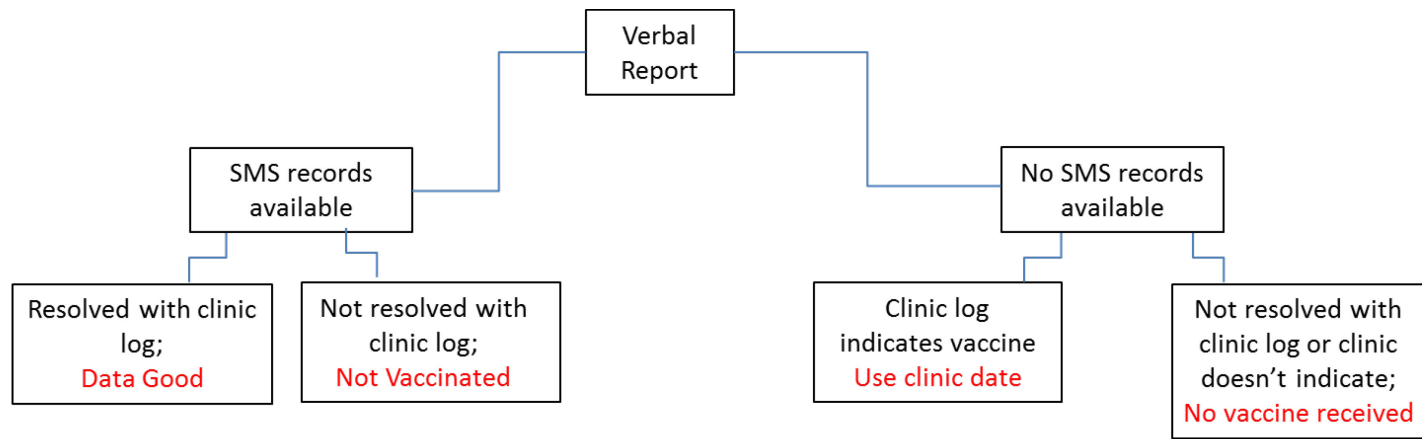 Verbal
Report
SMS records
available
No SMS records
available
Resolved with clinic
log;
Data Good
Not resolved with
clinic log;
Not Vaccinated
Clinic log
indicates vaccine
Use clinic date
Not resolved with
clinic log or clinic
doesn’t indicate;
No vaccine received